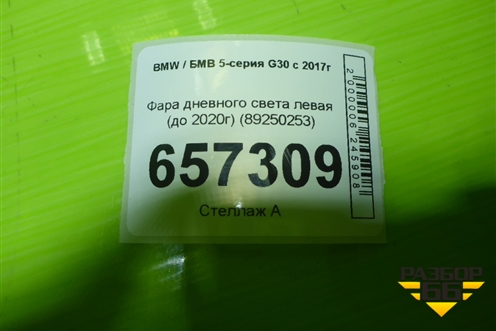 BMW / БМВ 5-серия G30 с 2017г
Фара дневного света левая
(до 2020г) (89250253)
657309
Стеллаж А
2000006245908
РАЗБОР
66